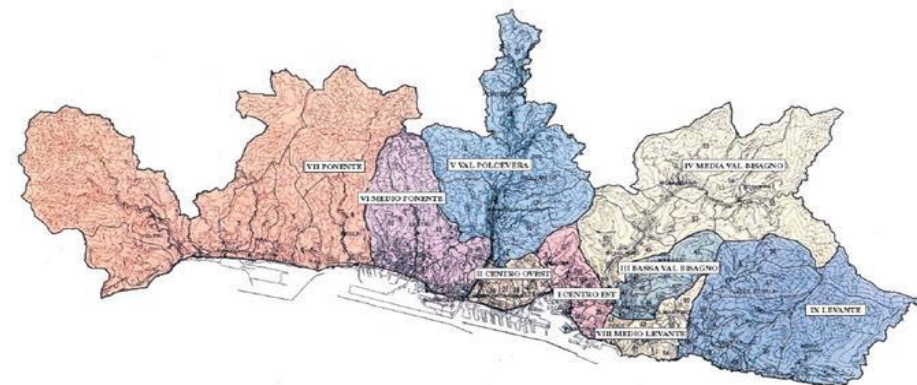 VII PONENTE
V VAL POLCEVERA
IV MEDIA VAL BISAGNO
VI MEDIO PONENTE
II CENTRO OVEST
III BASSA VAL BISAGNO
I CENTRO EST
IX LEVANTE
VIII MEDIO LEVANTE